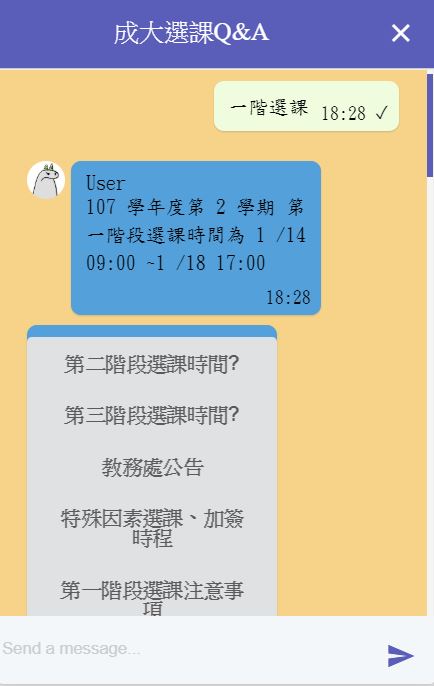 成大選課Q&A
一階選課 18:28 ✓
User
107 學年度第 2 學期 第
一階段選課時間為 1 /14
09:00 ~1 /18 17:00
18:28
第二階段選課時間?
第三階段選課時間?
教務處公告
特殊因素選課、加簽
時程
第一階段選課注意事
項
Send a message...